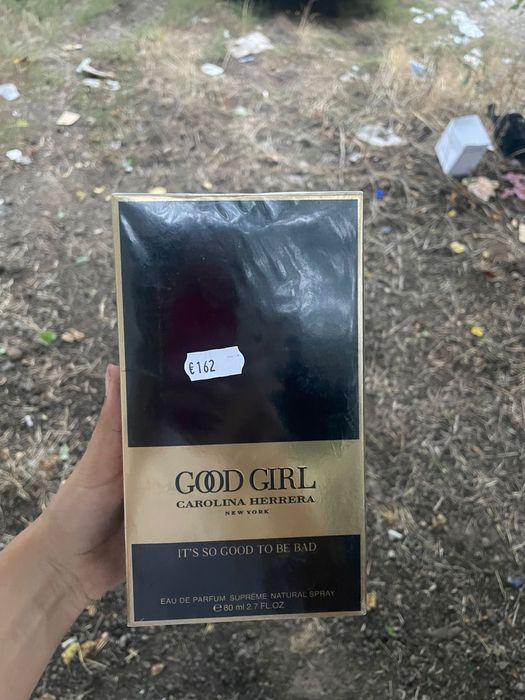 €162
GOOD GIRL
CAROLINA HERRERA
NEW YORK
IT'S SO GOOD TO BE BAD
EAU DE PARFUM SUPRÈME NATURAL SPRAY
℮ 80 ml 2.7 FL.OZ